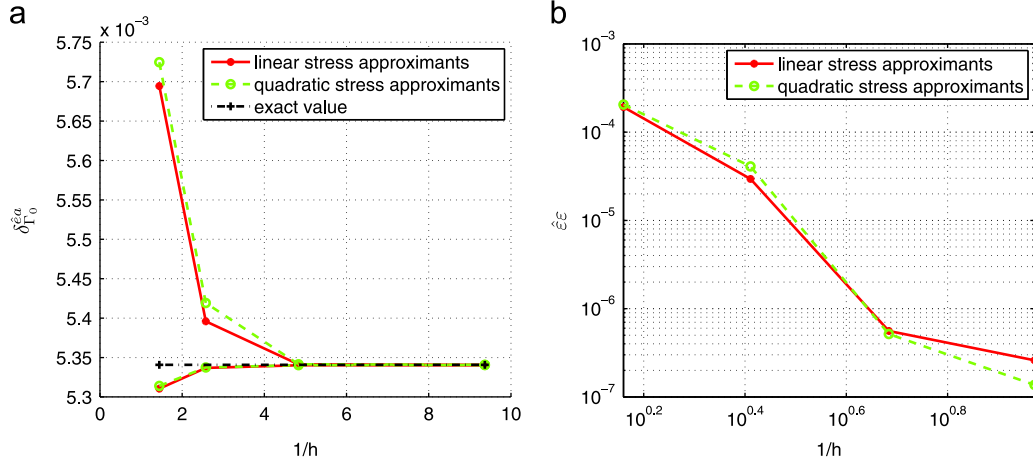 a
x 10⁻³
5.75
5.7
5.65
5.6
5.55
5.5
5.45
5.4
5.35
5.3
0 2 4 6 8 10
1/h
δ^{êa}_{Γ₀}
linear stress approximants
quadratic stress approximants
exact value
b
10⁻³
10⁻⁴
10⁻⁵
10⁻⁶
10⁻⁷
10^0.2 10^0.4 10^0.6 10^0.8
1/h
ε̂ε
linear stress approximants
quadratic stress approximants